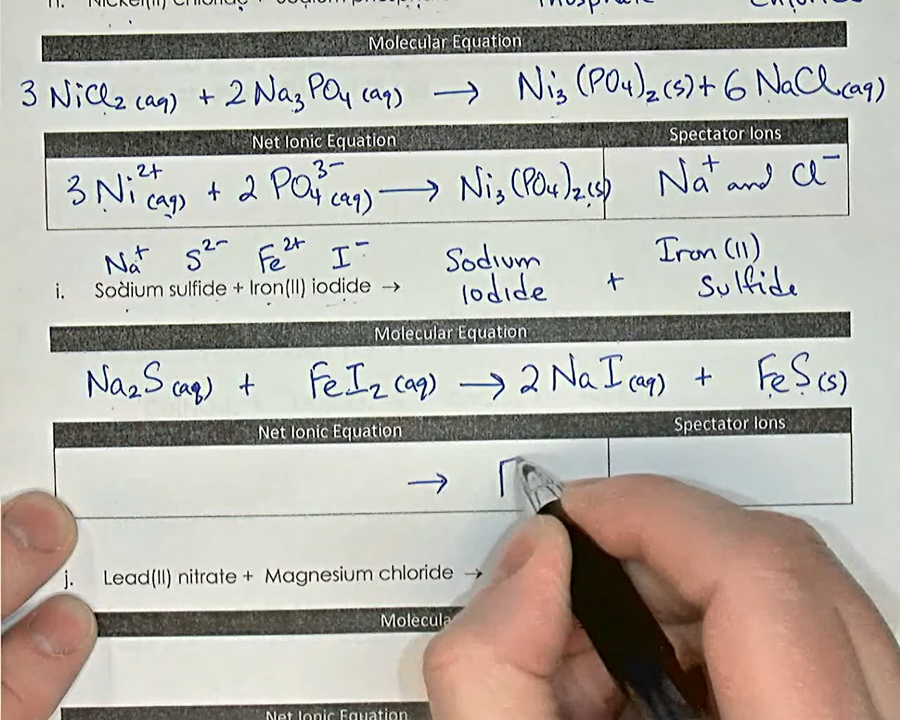 Molecular Equation
3 NiCl₂ (aq) + 2 Na₃PO₄ (aq) → Ni₃(PO₄)₂(s) + 6 NaCl(aq)
Net Ionic Equation Spectator Ions
3 Ni²⁺(aq) + 2 PO₄³⁻(aq) → Ni₃(PO₄)₂(s) Na⁺ and Cl⁻
Na⁺ S²⁻ Fe²⁺ I⁻ Sodium Iron (II)
i. Sodium sulfide + Iron(II) iodide → Iodide + Sulfide
Molecular Equation
Na₂S (aq) + FeI₂ (aq) → 2 NaI(aq) + FeS(s)
Net Ionic Equation Spectator Ions
→
j. Lead(II) nitrate + Magnesium chloride →
Net Ionic Equation